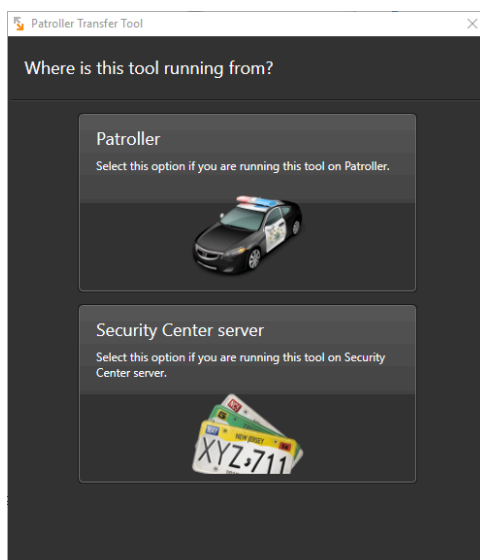 Patroller Transfer Tool
Where is this tool running from?
Patroller
Select this option if you are running this tool on Patroller.
Security Center server
Select this option if you are running this tool on Security
Center server.
NEW JERSEY
XYZ 711